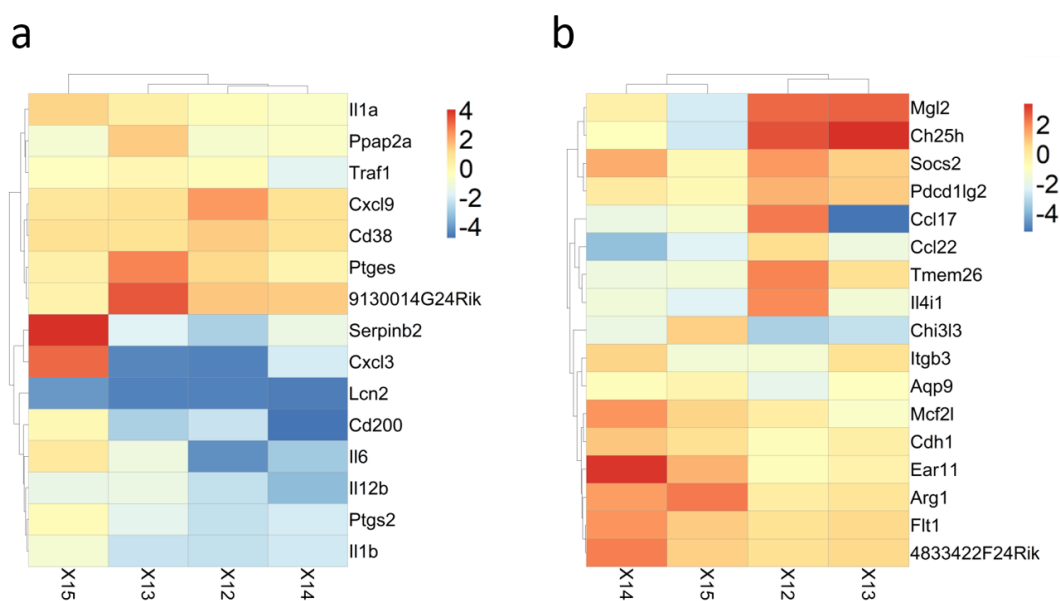 a
Il1a
Ppap2a
Traf1
Cxcl9
Cd38
Ptges
9130014G24Rik
Serpinb2
Cxcl3
Lcn2
Cd200
Il6
Il12b
Ptgs2
Il1b
X15
X13
X12
X14
4
2
0
-2
-4
b
Mgl2
Ch25h
Socs2
Pdcd1lg2
Ccl17
Ccl22
Tmem26
Il4i1
Chi3l3
Itgb3
Aqp9
Mcf2l
Cdh1
Ear11
Arg1
Flt1
4833422F24Rik
X14
X15
X12
X13
2
0
-2
-4